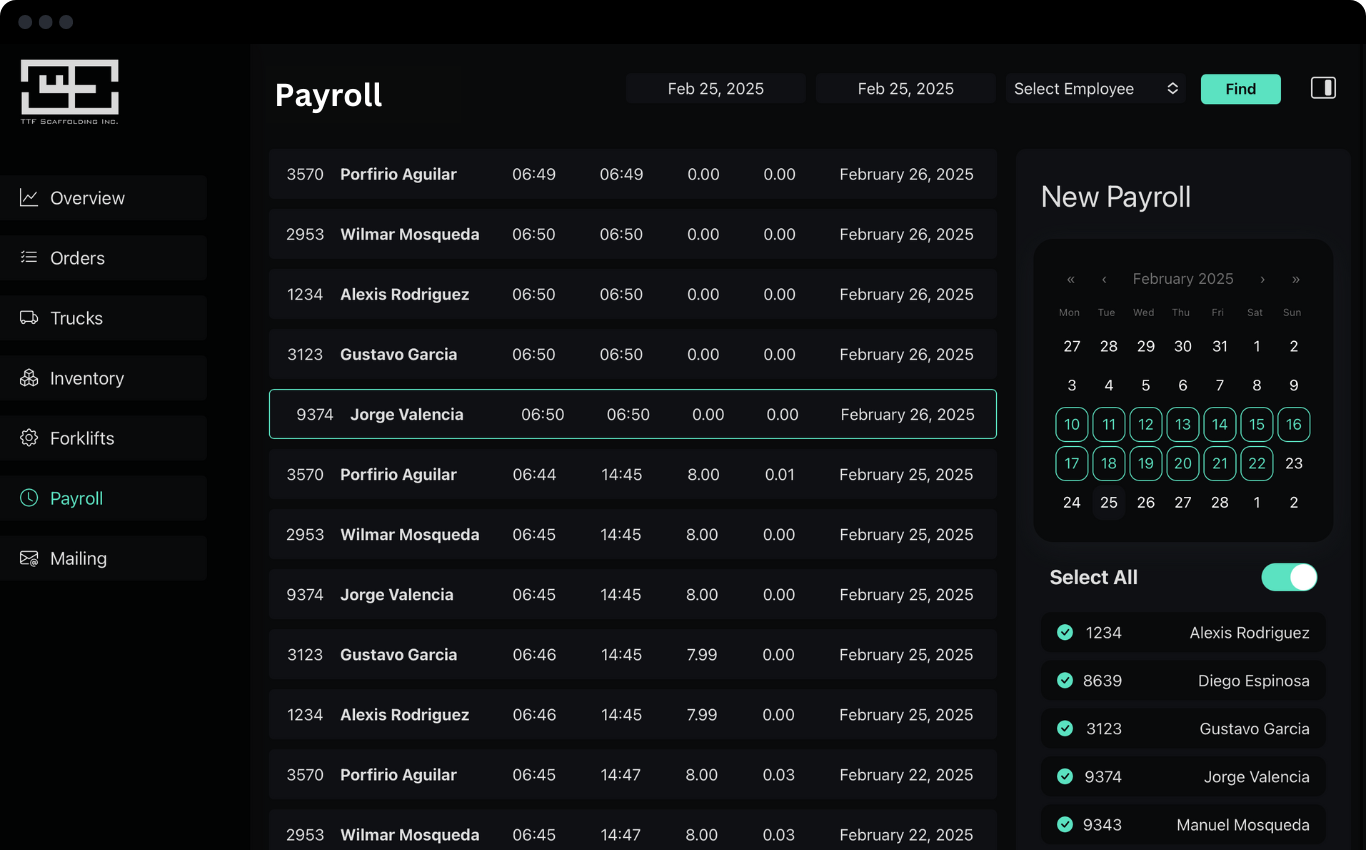 TTF Scaffolding Inc.
Overview
Orders
Trucks
Inventory
Forklifts
Payroll
Mailing
Payroll
Feb 25, 2025 Feb 25, 2025 Select Employee Find
3570 Porfirio Aguilar 06:49 06:49 0.00 0.00 February 26, 2025
2953 Wilmar Mosqueda 06:50 06:50 0.00 0.00 February 26, 2025
1234 Alexis Rodriguez 06:50 06:50 0.00 0.00 February 26, 2025
3123 Gustavo Garcia 06:50 06:50 0.00 0.00 February 26, 2025
9374 Jorge Valencia 06:50 06:50 0.00 0.00 February 26, 2025
3570 Porfirio Aguilar 06:44 14:45 8.00 0.01 February 25, 2025
2953 Wilmar Mosqueda 06:45 14:45 8.00 0.00 February 25, 2025
9374 Jorge Valencia 06:45 14:45 8.00 0.00 February 25, 2025
3123 Gustavo Garcia 06:46 14:45 7.99 0.00 February 25, 2025
1234 Alexis Rodriguez 06:46 14:45 7.99 0.00 February 25, 2025
3570 Porfirio Aguilar 06:45 14:47 8.00 0.03 February 22, 2025
2953 Wilmar Mosqueda 06:45 14:47 8.00 0.03 February 22, 2025
New Payroll
« ‹ February 2025 › »
Mon Tue Wed Thu Fri Sat Sun
27 28 29 30 31 1 2
3 4 5 6 7 8 9
10 11 12 13 14 15 16
17 18 19 20 21 22 23
24 25 26 27 28 1 2
Select All
1234 Alexis Rodriguez
8639 Diego Espinosa
3123 Gustavo Garcia
9374 Jorge Valencia
9343 Manuel Mosqueda